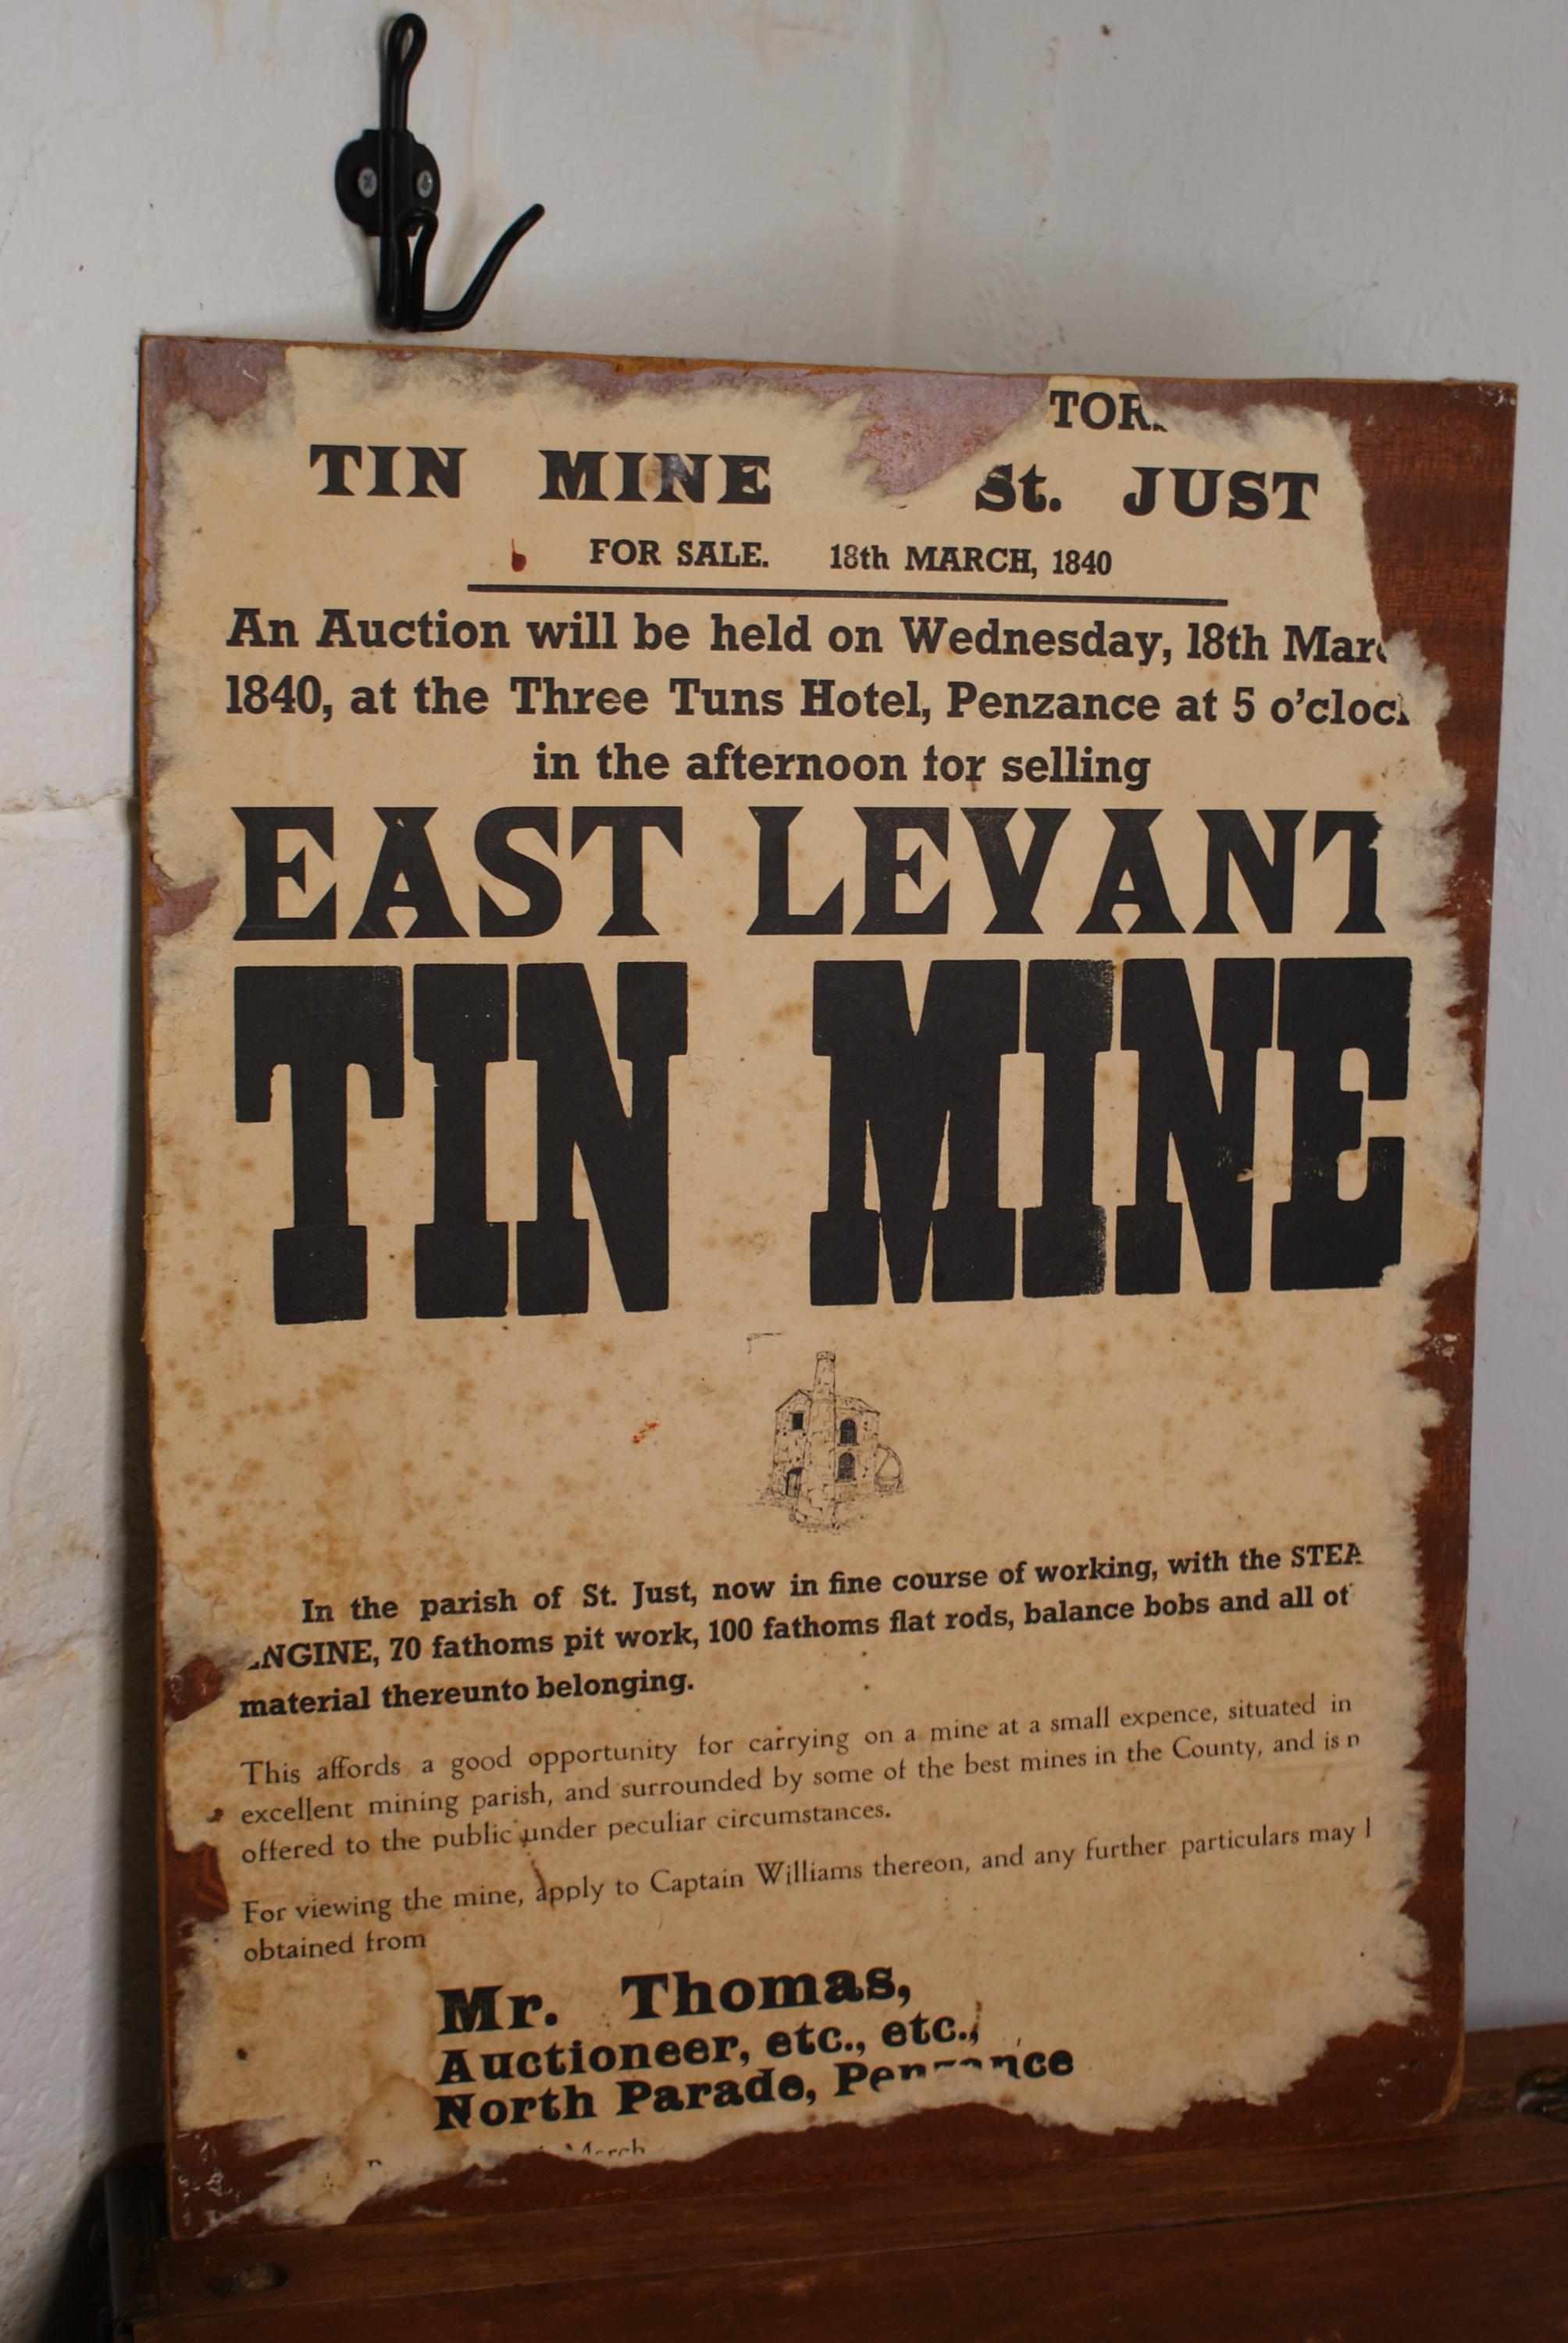 TOR
TIN MINE St. JUST
FOR SALE. 18th MARCH, 1840
An Auction will be held on Wednesday, 18th Marc
1840, at the Three Tuns Hotel, Penzance at 5 o'cloc
in the afternoon for selling
EAST LEVANT
TIN MINE
In the parish of St. Just, now in fine course of working, with the STEA
NGINE, 70 fathoms pit work, 100 fathoms flat rods, balance bobs and all ot
material thereunto belonging.
This affords a good opportunity for carrying on a mine at a small expence, situated in
excellent mining parish, and surrounded by some of the best mines in the County, and is n
offered to the public under peculiar circumstances.
For viewing the mine, apply to Captain Williams thereon, and any further particulars may
obtained from
Mr. Thomas,
Auctioneer, etc., etc.,
North Parade, Penzance
March